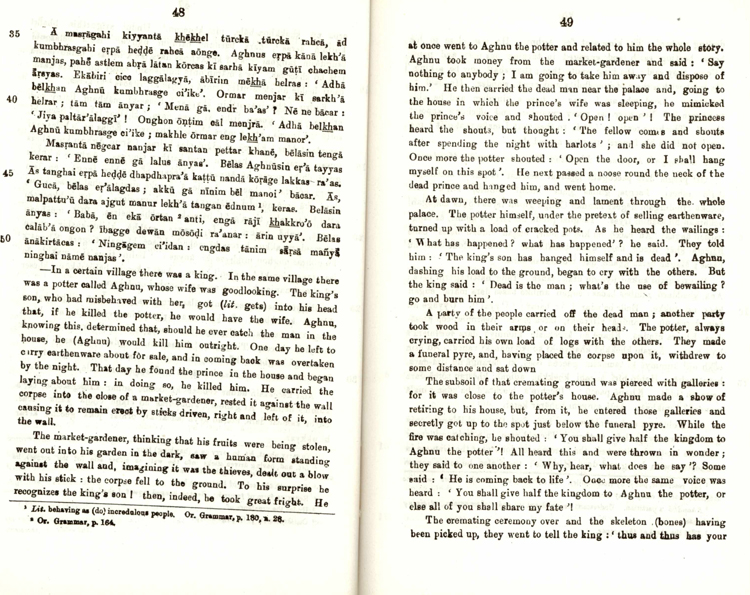 48
35 Ā masṛāgahi kiyyantā khēkhel tūrckā tūrckā rahcā, ād
kumbhrasgahi eṛpā heḍḍē rahcā aōnge. Aghnus eṛpā kānā lekh'ā
manjas, pahē astlem abṛā lātan kōrcas kī sarhā kīyam gūṭī chachem
āṛsyas. Ekābiri cico laggālagyā, ābīrim mēkhā helras: 'Adhā
belkhan Aghnū kumbhrasge ci'ike'. Ormar menjar kī sarkh'ā
40 helrar; tām tām ānyar; 'Menā gā, endr ba'as'? Nē ne bācar:
'Jiya palṭār'ālaggī'! Onghon ōnṭim cāl menjrā. 'Adhā belkhan
Aghnū kumbhrasge ci'ike; makhle ōrmar eng lekh'am manor'.
Masṛantā nēgcar nanjar kī santan pettar khanē, bēlāsin tengā
kerar: 'Ennē ennē gā lalus ānyas'. Bēlas Aghnūsin eṛ'ā tayyas
45 Ās tanghai eṛpā heḍḍē dhapdhapra'ā kaṭṭū nandā kōṛāge lakkas ra'as.
'Gucā, bēlas eṛ'ālagdas; akkū gā nīnim bēl manoi' bācar. Ās,
malpattu'ū dara ajgut manur lekh'ā tangan ēdnum ¹, keras. Belāsin
ānyas: 'Babā, ēn ekā ōrtan ² anti, engā rājī khakkro'ō dara
calāb'ā ongon? ībagge dewān mōsōdi ra'anar: ārin uyyā'. Bēlas
50 ānākirtācas: 'Ningāgem ci'idan: engdas tānim sāṛsā mañyā
ninghai nāmē nanjas'.
—In a certain village there was a king. In the same village there
was a potter called Aghnu, whose wife was goodlooking. The king's
son, who had misbehaved with her, got (lit. gets) into his head
that, if he killed the potter, he would have the wife. Aghnu,
knowing this, determined that, should he ever catch the man in the
house, he (Aghnu) would kill him outright. One day he left to
carry earthenware about for sale, and in coming back was overtaken
by the night. That day he found the prince in the house and began
laying about him: in doing so, he killed him. He carried the
corpse into the close of a market-gardener, rested it against the wall
causing it to remain erect by sticks driven, right and left of it, into
the wall.
The market-gardener, thinking that his fruits were being stolen,
went out into his garden in the dark, saw a human form standing
against the wall and, imagining it was the thieves, dealt out a blow
with his stick: the corpse fell to the ground. To his surprise he
recognizes the king's son! then, indeed, he took great fright. He
¹ Lit. behaving as (do) incredulous people. Or. Grammar, p. 180, n. 28.
² Or. Grammar, p. 164.
49
at once went to Aghnu the potter and related to him the whole story.
Aghnu took money from the market-gardener and said: 'Say
nothing to anybody; I am going to take him away and dispose of
him.' He then carried the dead man near the palace and, going to
the house in which the prince's wife was sleeping, he mimicked
the prince's voice and shouted. 'Open! open'! The princess
heard the shouts, but thought: 'The fellow comes and shouts
after spending the night with harlots'; and she did not open.
Once more the potter shouted: 'Open the door, or I shall hang
myself on this spot'. He next passed a noose round the neck of the
dead prince and hanged him, and went home.
At dawn, there was weeping and lament through the whole
palace. The potter himself, under the pretext of selling earthenware,
turned up with a load of cracked pots. As he heard the wailings:
'What has happened? what has happened'? he said. They told
him: 'The king's son has hanged himself and is dead'. Aghnu,
dashing his load to the ground, began to cry with the others. But
the king said: 'Dead is the man; what's the use of bewailing?
go and burn him'.
A party of the people carried off the dead man; another party
took wood in their arms or on their heads. The potter, always
crying, carried his own load of logs with the others. They made
a funeral pyre, and, having placed the corpse upon it, withdrew to
some distance and sat down
The subsoil of that cremating ground was pierced with galleries:
for it was close to the potter's house. Aghnu made a show of
retiring to his house, but, from it, he entered those galleries and
secretly got up to the spot just below the funeral pyre. While the
fire was catching, he shouted: 'You shall give half the kingdom to
Aghnu the potter'! All heard this and were thrown in wonder;
they said to one another: 'Why, hear, what does he say'? Some
said: 'He is coming back to life'. Once more the same voice was
heard: 'You shall give half the kingdom to Aghnu the potter, or
else all of you shall share my fate'!
The cremating ceremony over and the skeleton (bones) having
been picked up, they went to tell the king: 'thus and thus has your